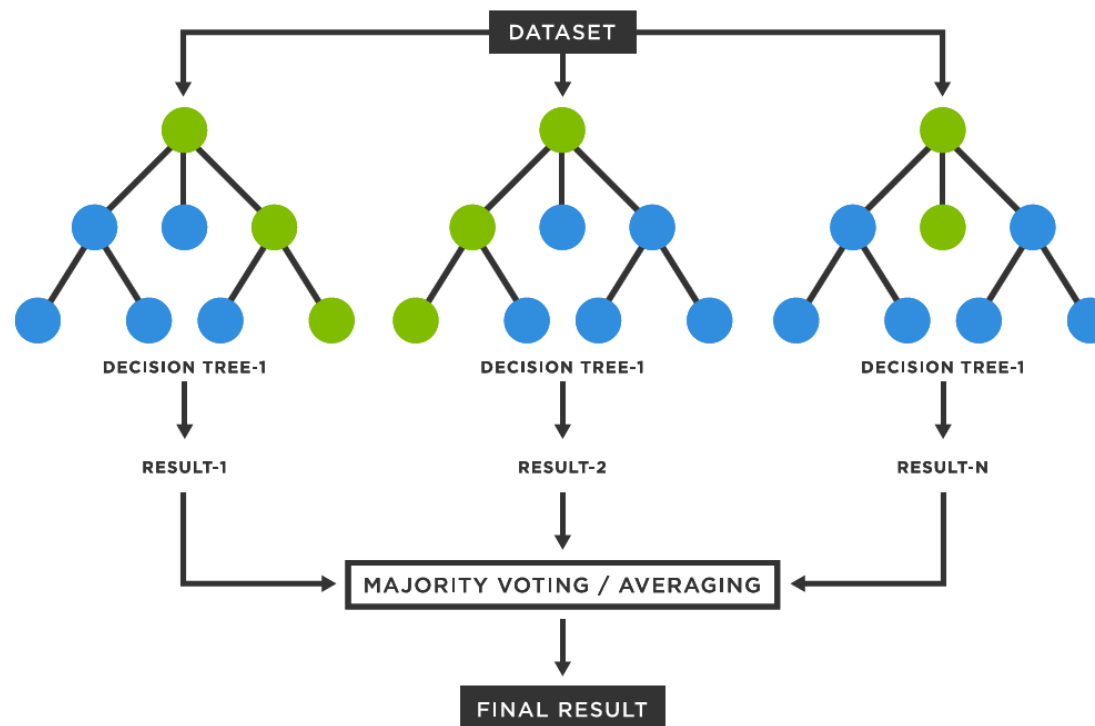 DATASET
DECISION TREE-1
DECISION TREE-1
DECISION TREE-1
RESULT-1
RESULT-2
RESULT-N
MAJORITY VOTING / AVERAGING
FINAL RESULT